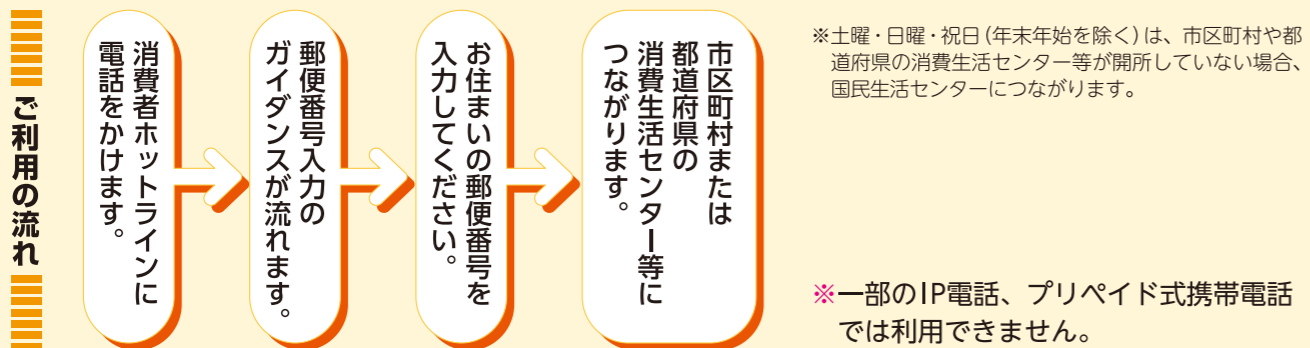 ご利用の流れ
消費者ホットラインに
電話をかけます。
郵便番号入力の
ガイダンスが流れます。
お住まいの郵便番号を
入力してください。
市区町村または
都道府県の
消費生活センター等に
つながります。
※土曜・日曜・祝日(年末年始を除く)は、市区町村や都
道府県の消費生活センター等が開所していない場合、
国民生活センターにつながります。
※一部のIP電話、プリペイド式携帯電話
では利用できません。